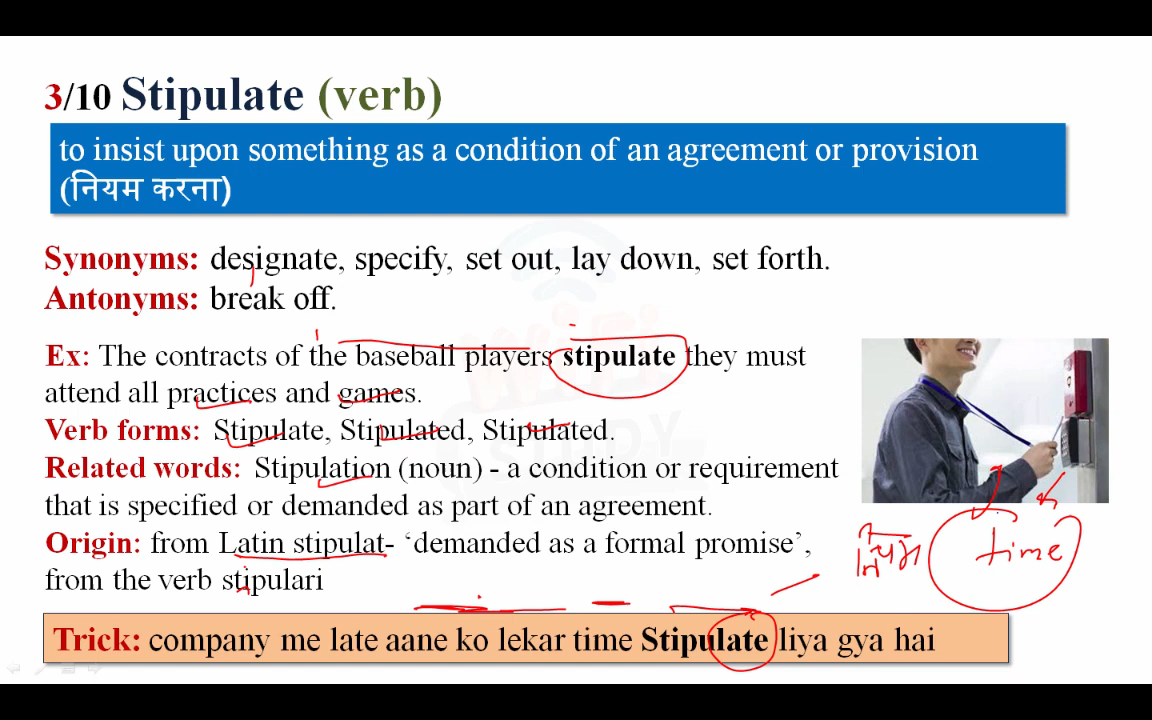 3/10 Stipulate (verb)
to insist upon something as a condition of an agreement or provision
(नियम करना)
Synonyms: designate, specify, set out, lay down, set forth.
Antonyms: break off.
Ex: The contracts of the baseball players stipulate they must
attend all practices and games.
Verb forms: Stipulate, Stipulated, Stipulated.
Related words: Stipulation (noun) - a condition or requirement
that is specified or demanded as part of an agreement.
Origin: from Latin stipulat- ‘demanded as a formal promise’,
from the verb stipulari
नियम time
Trick: company me late aane ko lekar time Stipulate liya gya hai